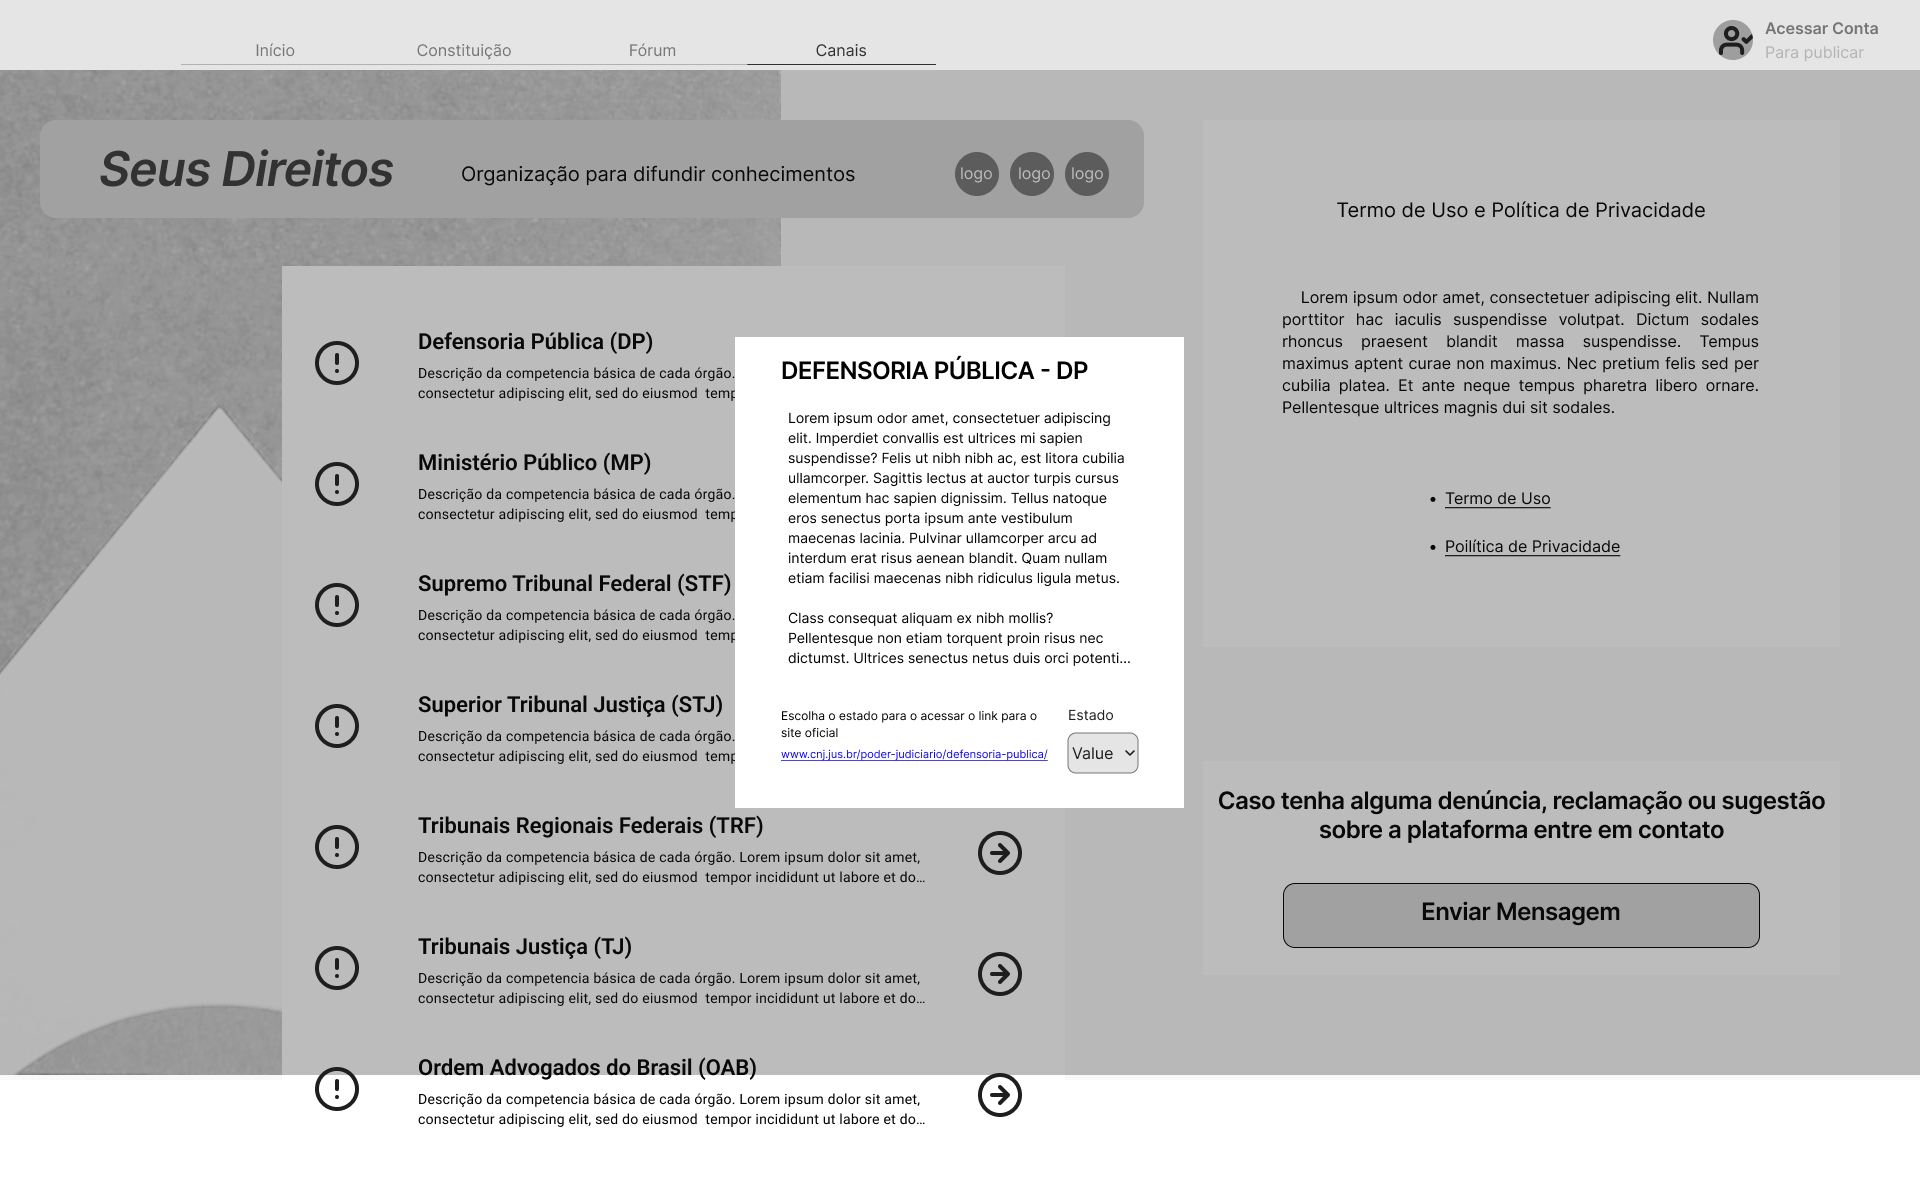 Início
Constituição
Fórum
Canais
Acessar Conta
Para publicar
Seus Direitos
Organização para difundir conhecimentos
logo
logo
logo
Defensoria Pública (DP)
Descrição da competencia básica de cada órgão.
consectetur adipiscing elit, sed do eiusmod
Ministério Público (MP)
Descrição da competencia básica de cada órgão.
consectetur adipiscing elit, sed do eiusmod
Supremo Tribunal Federal (STF)
Descrição da competencia básica de cada órgão.
consectetur adipiscing elit, sed do eiusmod
Superior Tribunal Justiça (STJ)
Descrição da competencia básica de cada órgão.
consectetur adipiscing elit, sed do eiusmod
Tribunais Regionais Federais (TRF)
Descrição da competencia básica de cada órgão. Lorem ipsum dolor sit amet,
consectetur adipiscing elit, sed do eiusmod tempor incididunt ut labore et do...
Tribunais Justiça (TJ)
Descrição da competencia básica de cada órgão. Lorem ipsum dolor sit amet,
consectetur adipiscing elit, sed do eiusmod tempor incididunt ut labore et do...
Ordem Advogados do Brasil (OAB)
Descrição da competencia básica de cada órgão. Lorem ipsum dolor sit amet,
consectetur adipiscing elit, sed do eiusmod tempor incididunt ut labore et do...
DEFENSORIA PÚBLICA - DP
Lorem ipsum odor amet, consectetuer adipiscing
elit. Imperdiet convallis est ultrices mi sapien
suspendisse? Felis ut nibh nibh ac, est litora cubilia
ullamcorper. Sagittis lectus at auctor turpis cursus
elementum hac sapien dignissim. Tellus natoque
eros senectus porta ipsum ante vestibulum
maecenas lacinia. Pulvinar ullamcorper arcu ad
interdum erat risus aenean blandit. Quam nullam
etiam facilisi maecenas nibh ridiculus ligula metus.
Class consequat aliquam ex nibh mollis?
Pellentesque non etiam torquent proin risus nec
dictumst. Ultrices senectus netus duis orci potenti...
Escolha o estado para o acessar o link para o
site oficial
www.cnj.jus.br/poder-judiciario/defensoria-publica/
Estado
Value
Termo de Uso e Política de Privacidade
Lorem ipsum odor amet, consectetuer adipiscing elit. Nullam
porttitor hac iaculis suspendisse volutpat. Dictum sodales
rhoncus praesent blandit massa suspendisse. Tempus
maximus aptent curae non maximus. Nec pretium felis sed per
cubilia platea. Et ante neque tempus pharetra libero ornare.
Pellentesque ultrices magnis dui sit sodales.
• Termo de Uso
• Poilítica de Privacidade
Caso tenha alguma denúncia, reclamação ou sugestão
sobre a plataforma entre em contato
Enviar Mensagem